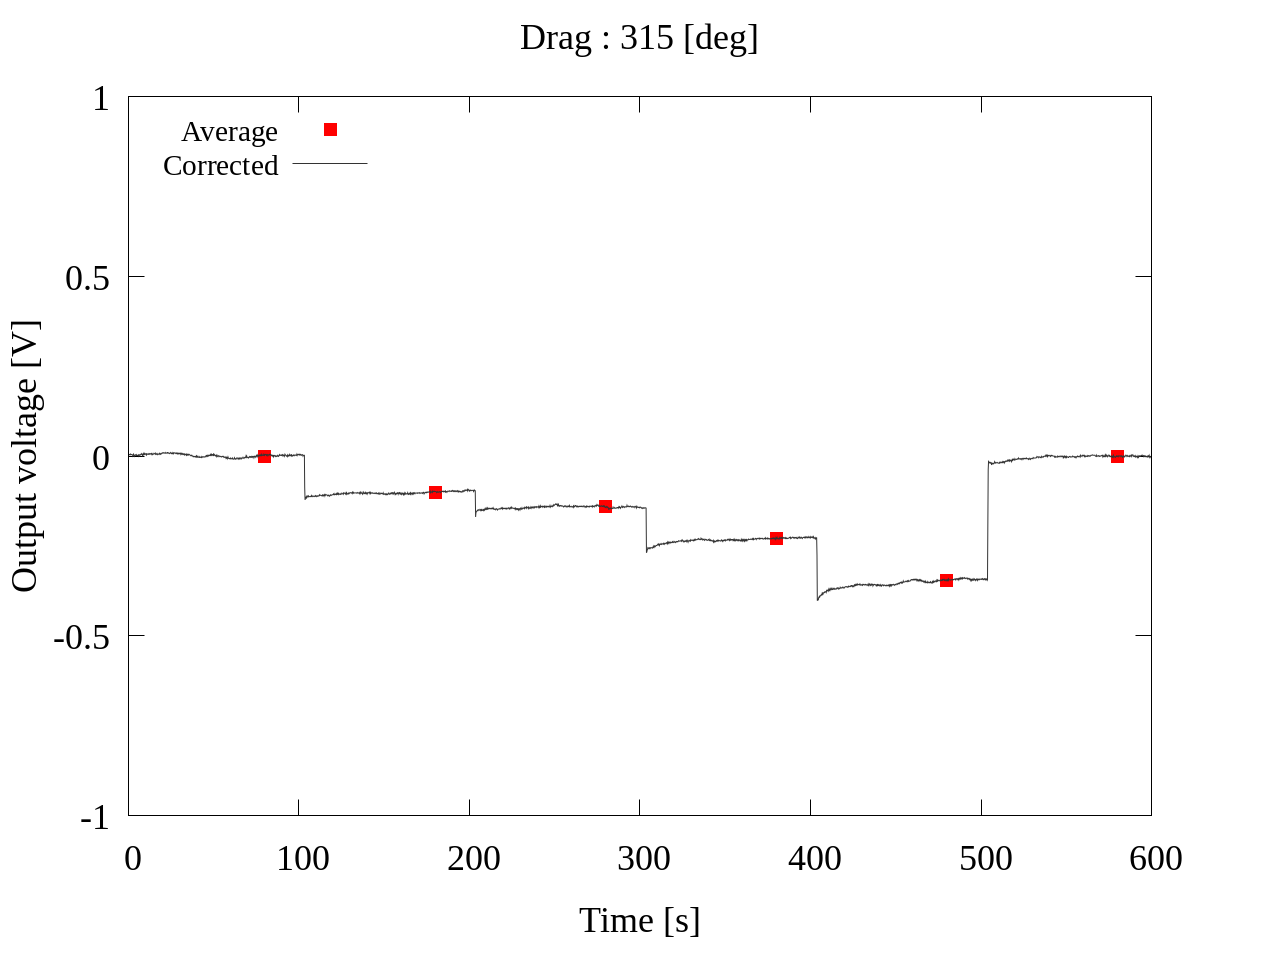 Drag : 315 [deg]
1
0.5
0
-0.5
-1
Output voltage [V]
Average
Corrected
0 100 200 300 400 500 600
Time [s]